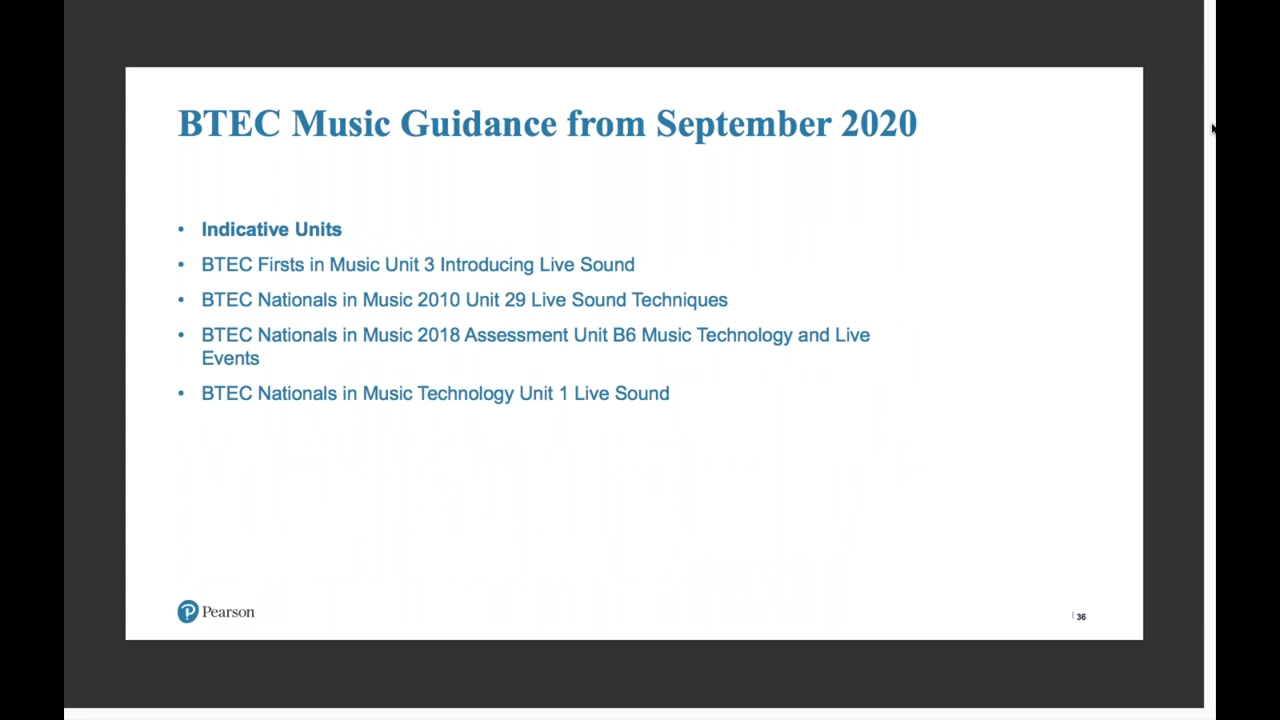 BTEC Music Guidance from September 2020
• Indicative Units
• BTEC Firsts in Music Unit 3 Introducing Live Sound
• BTEC Nationals in Music 2010 Unit 29 Live Sound Techniques
• BTEC Nationals in Music 2018 Assessment Unit B6 Music Technology and Live
Events
• BTEC Nationals in Music Technology Unit 1 Live Sound
Pearson
36